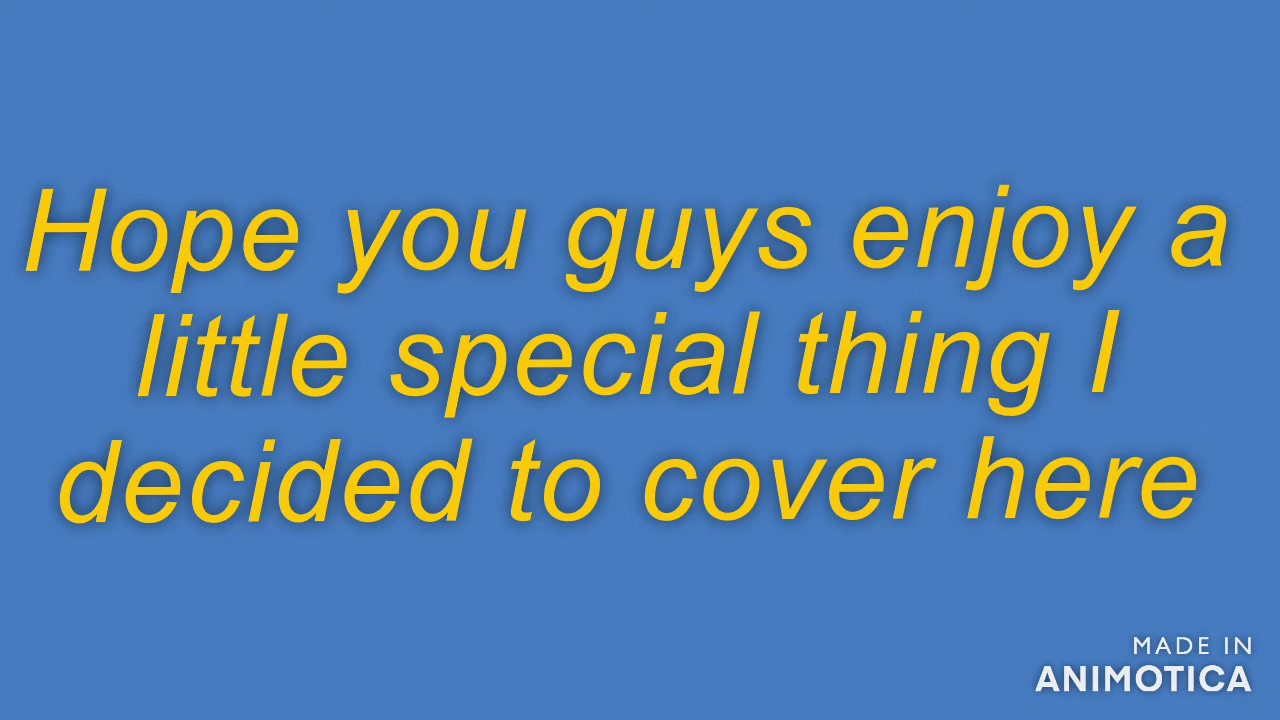 Hope you guys enjoy a
little special thing I
decided to cover here
MADE IN
ANIMOTICA